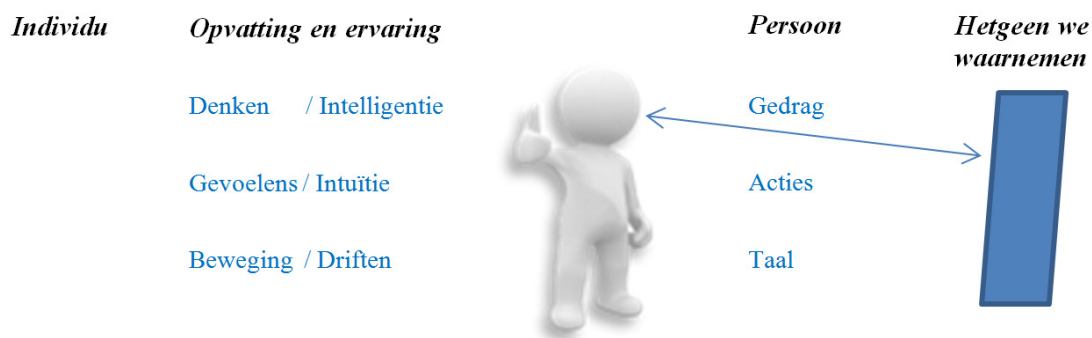 Individu Opvatting en ervaring Persoon Hetgeen we
waarnemen
Denken / Intelligentie Gedrag
Gevoelens / Intuïtie Acties
Beweging / Driften Taal